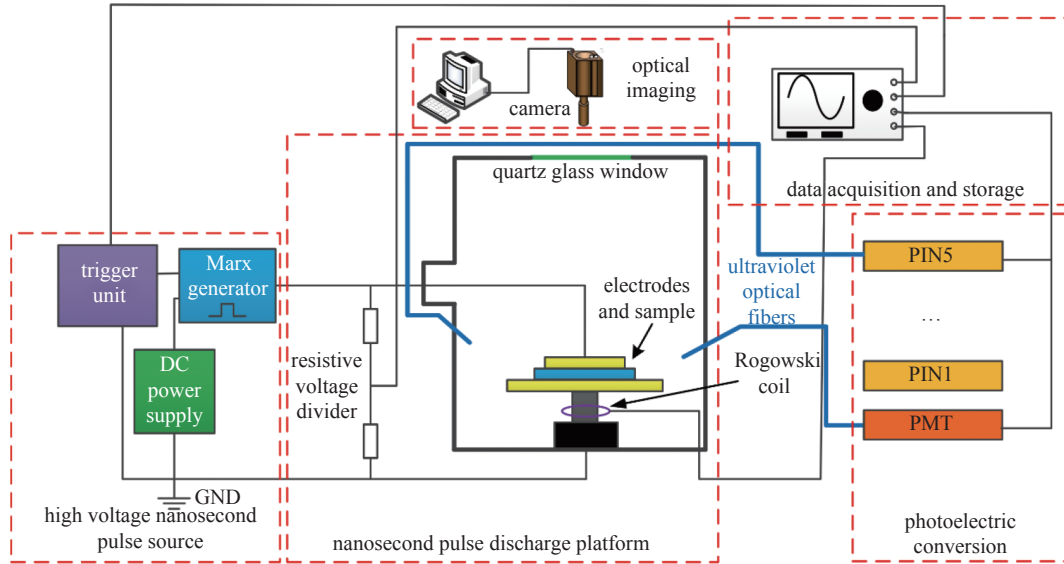 optical
imaging
camera
quartz glass window
data acquisition and storage
trigger
unit
Marx
generator
DC
power
supply
GND
high voltage nanosecond
pulse source
resistive
voltage
divider
electrodes
and sample
ultraviolet
optical
fibers
Rogowski
coil
nanosecond pulse discharge platform
PIN5
...
PIN1
PMT
photoelectric
conversion